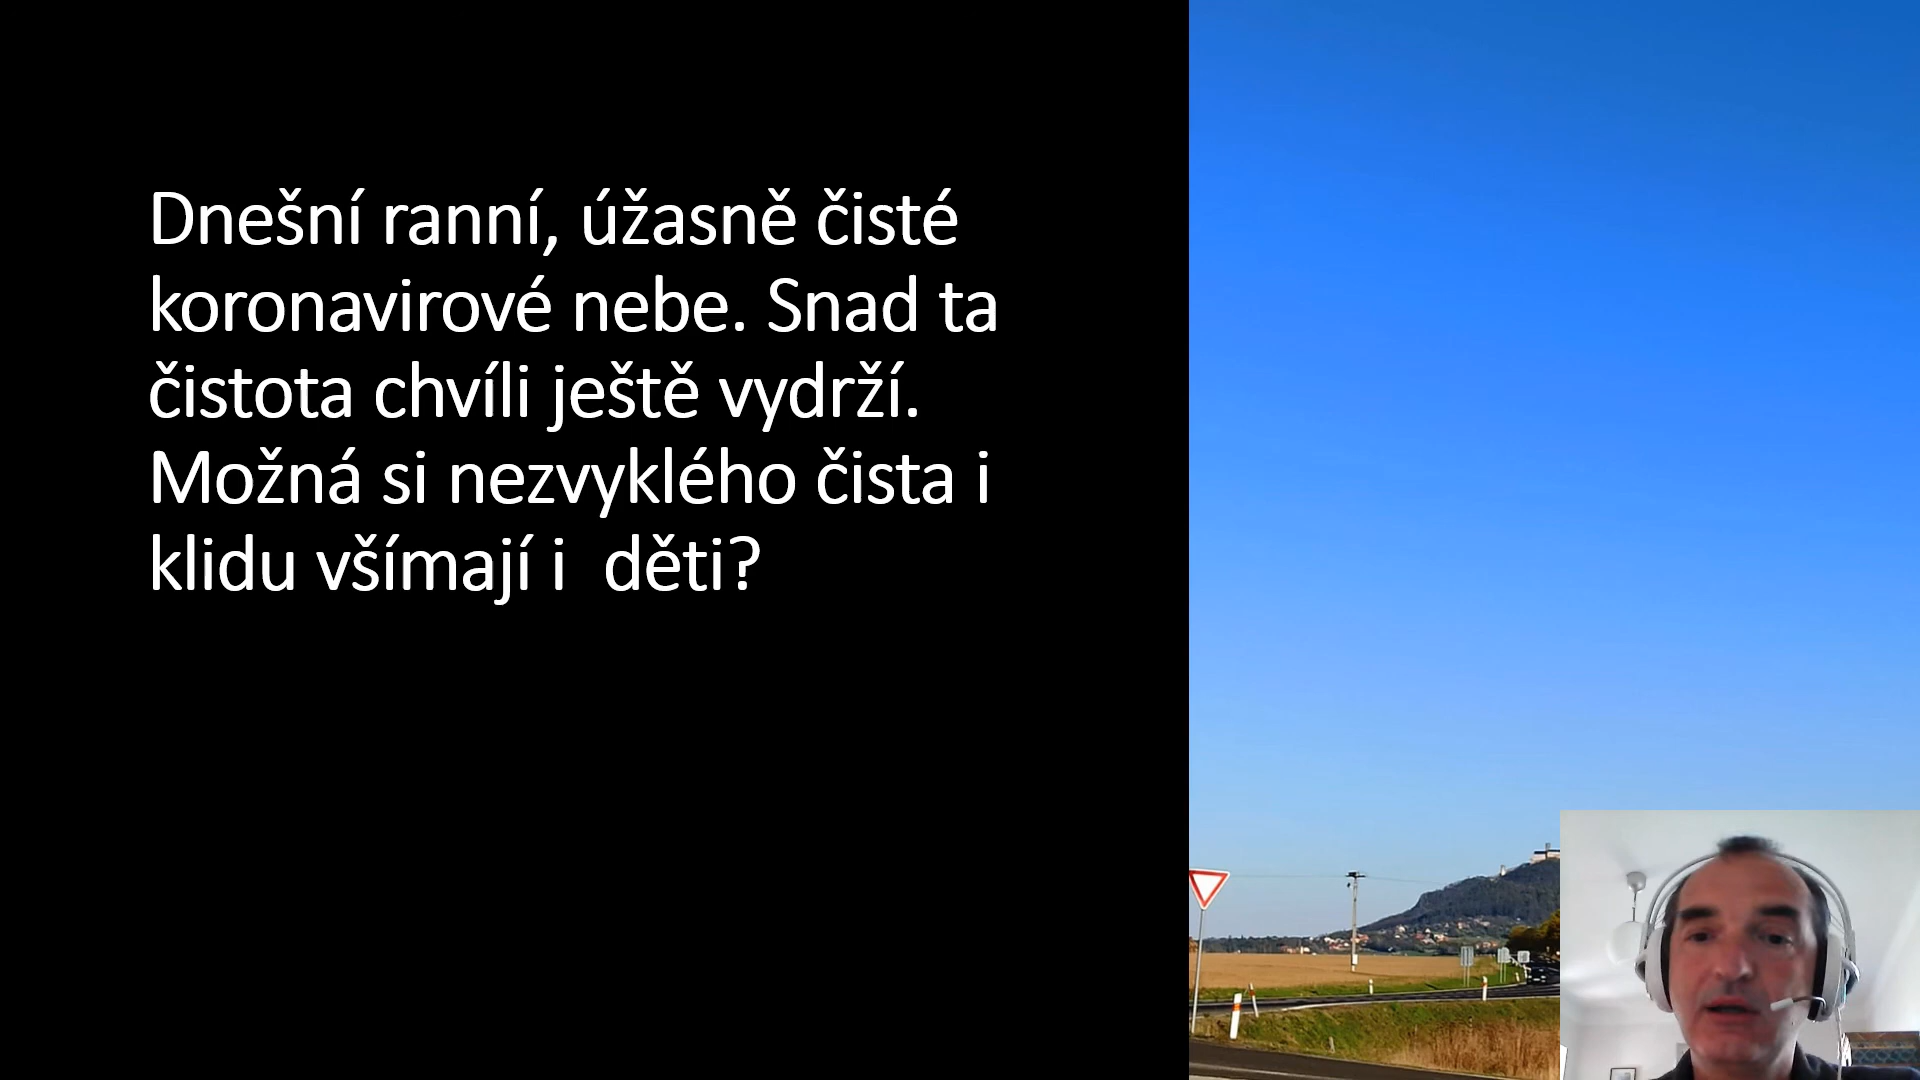 Dnešní ranní, úžasně čisté
koronavirové nebe. Snad ta
čistota chvíli ještě vydrží.
Možná si nezvyklého čista i
klidu všímají i  děti?